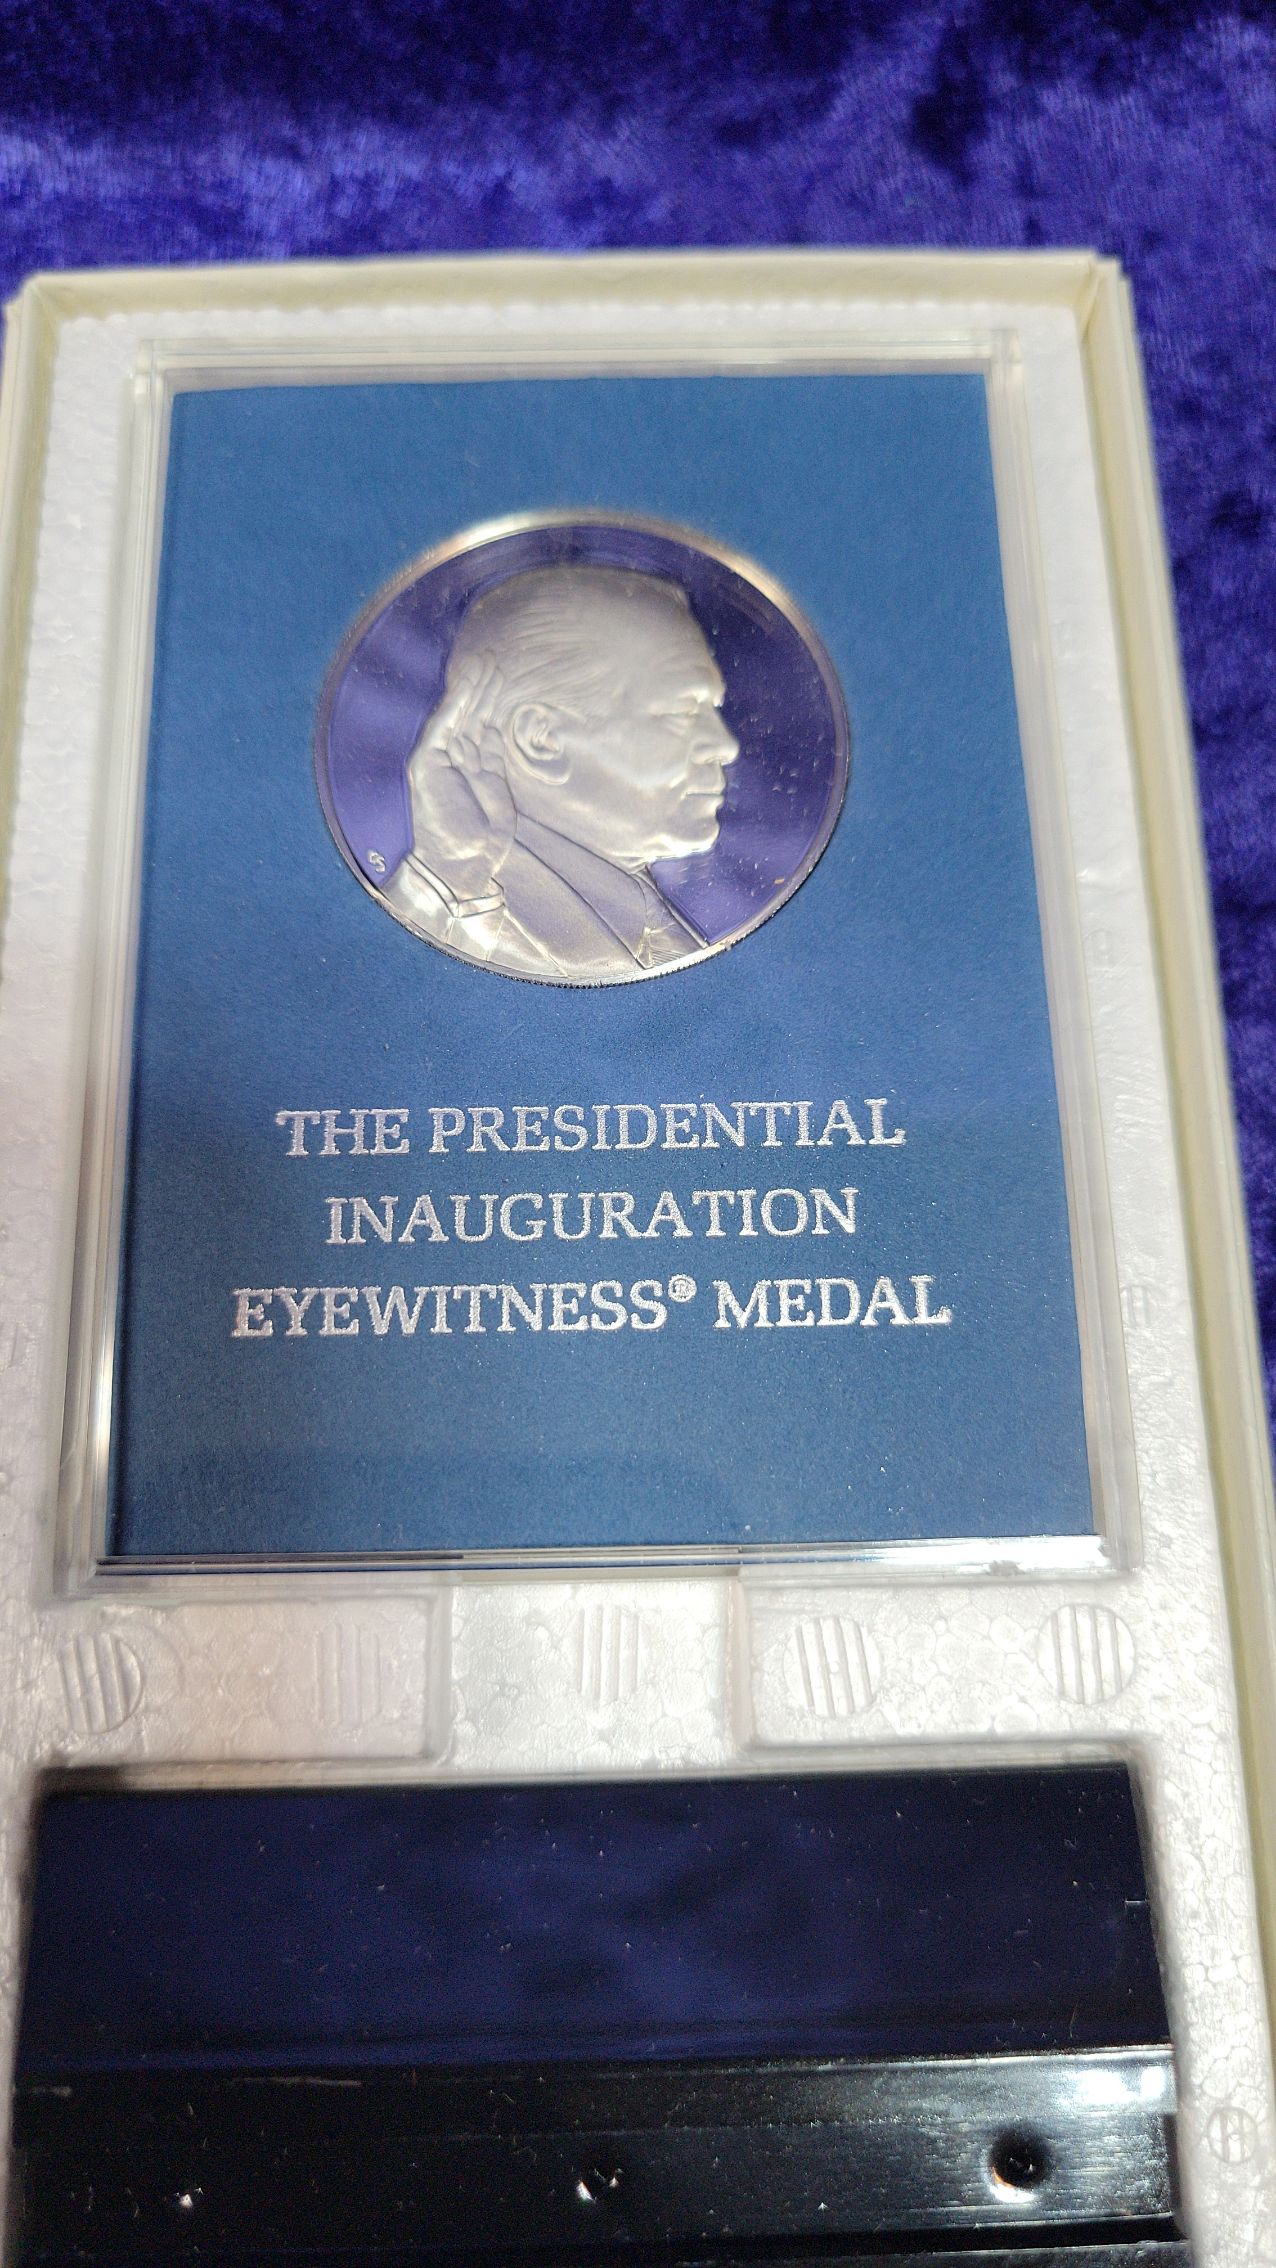 THE PRESIDENTIAL
INAUGURATION
EYEWITNESS® MEDAL